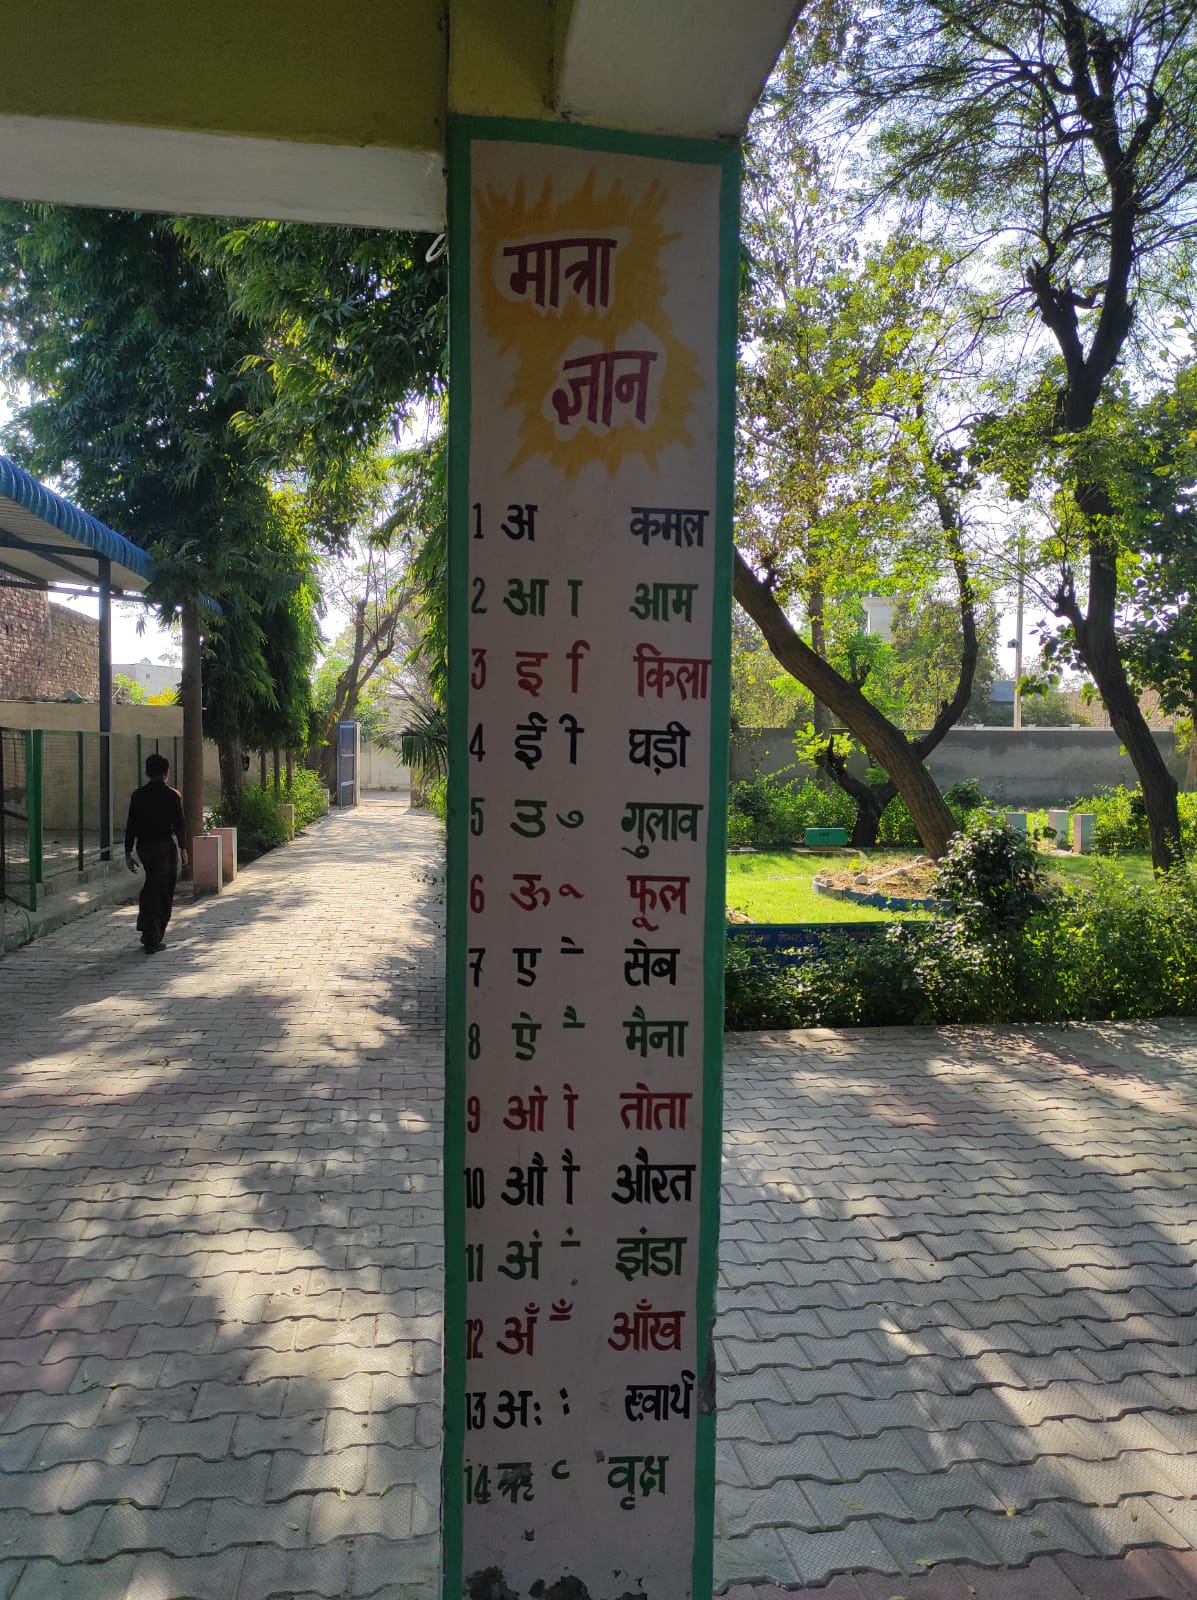 मात्रा
ज्ञान
1 अ कमल
2 आ ा आम
3 इ ि किला
4 ई ी घड़ी
5 उ ु गुलाव
6 ऊ ू फूल
7 ए े सेब
8 ऐ ै मैना
9 ओ ो तोता
10 औ ौ औरत
11 अं ं झंडा
12 अँ ँ आँख
13 अः ः स्वार्थ
14 ऋ ृ वृक्ष